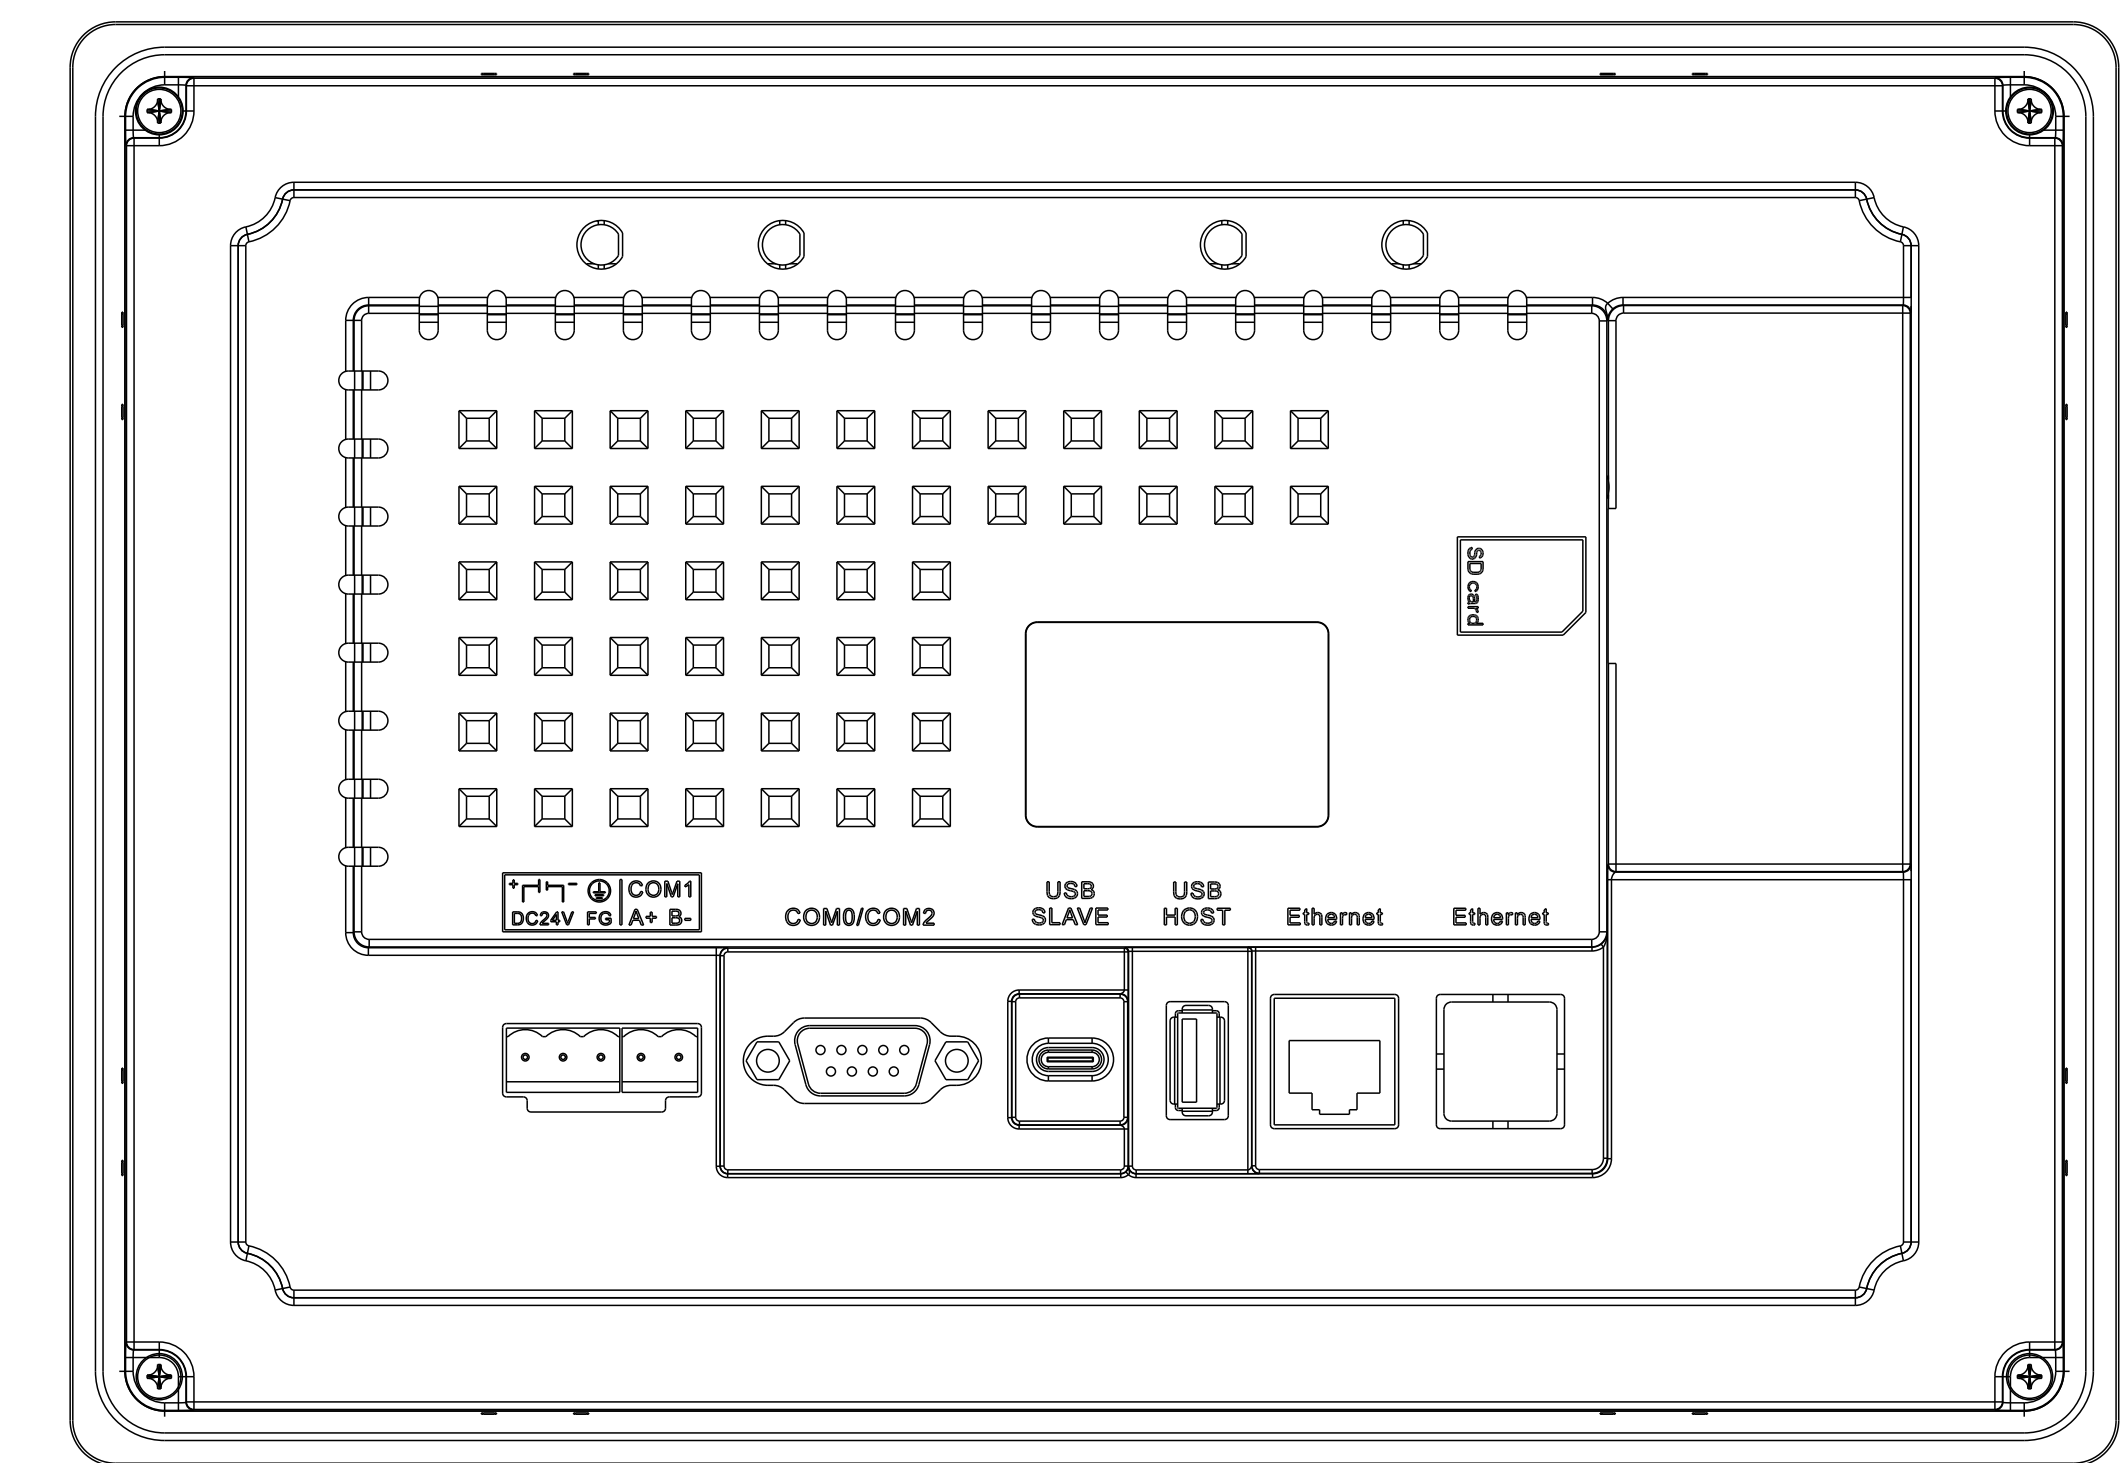 SD card
+ - COM1
DC24V FG A+ B-
COM0/COM2
USB
SLAVE
USB
HOST
Ethernet
Ethernet